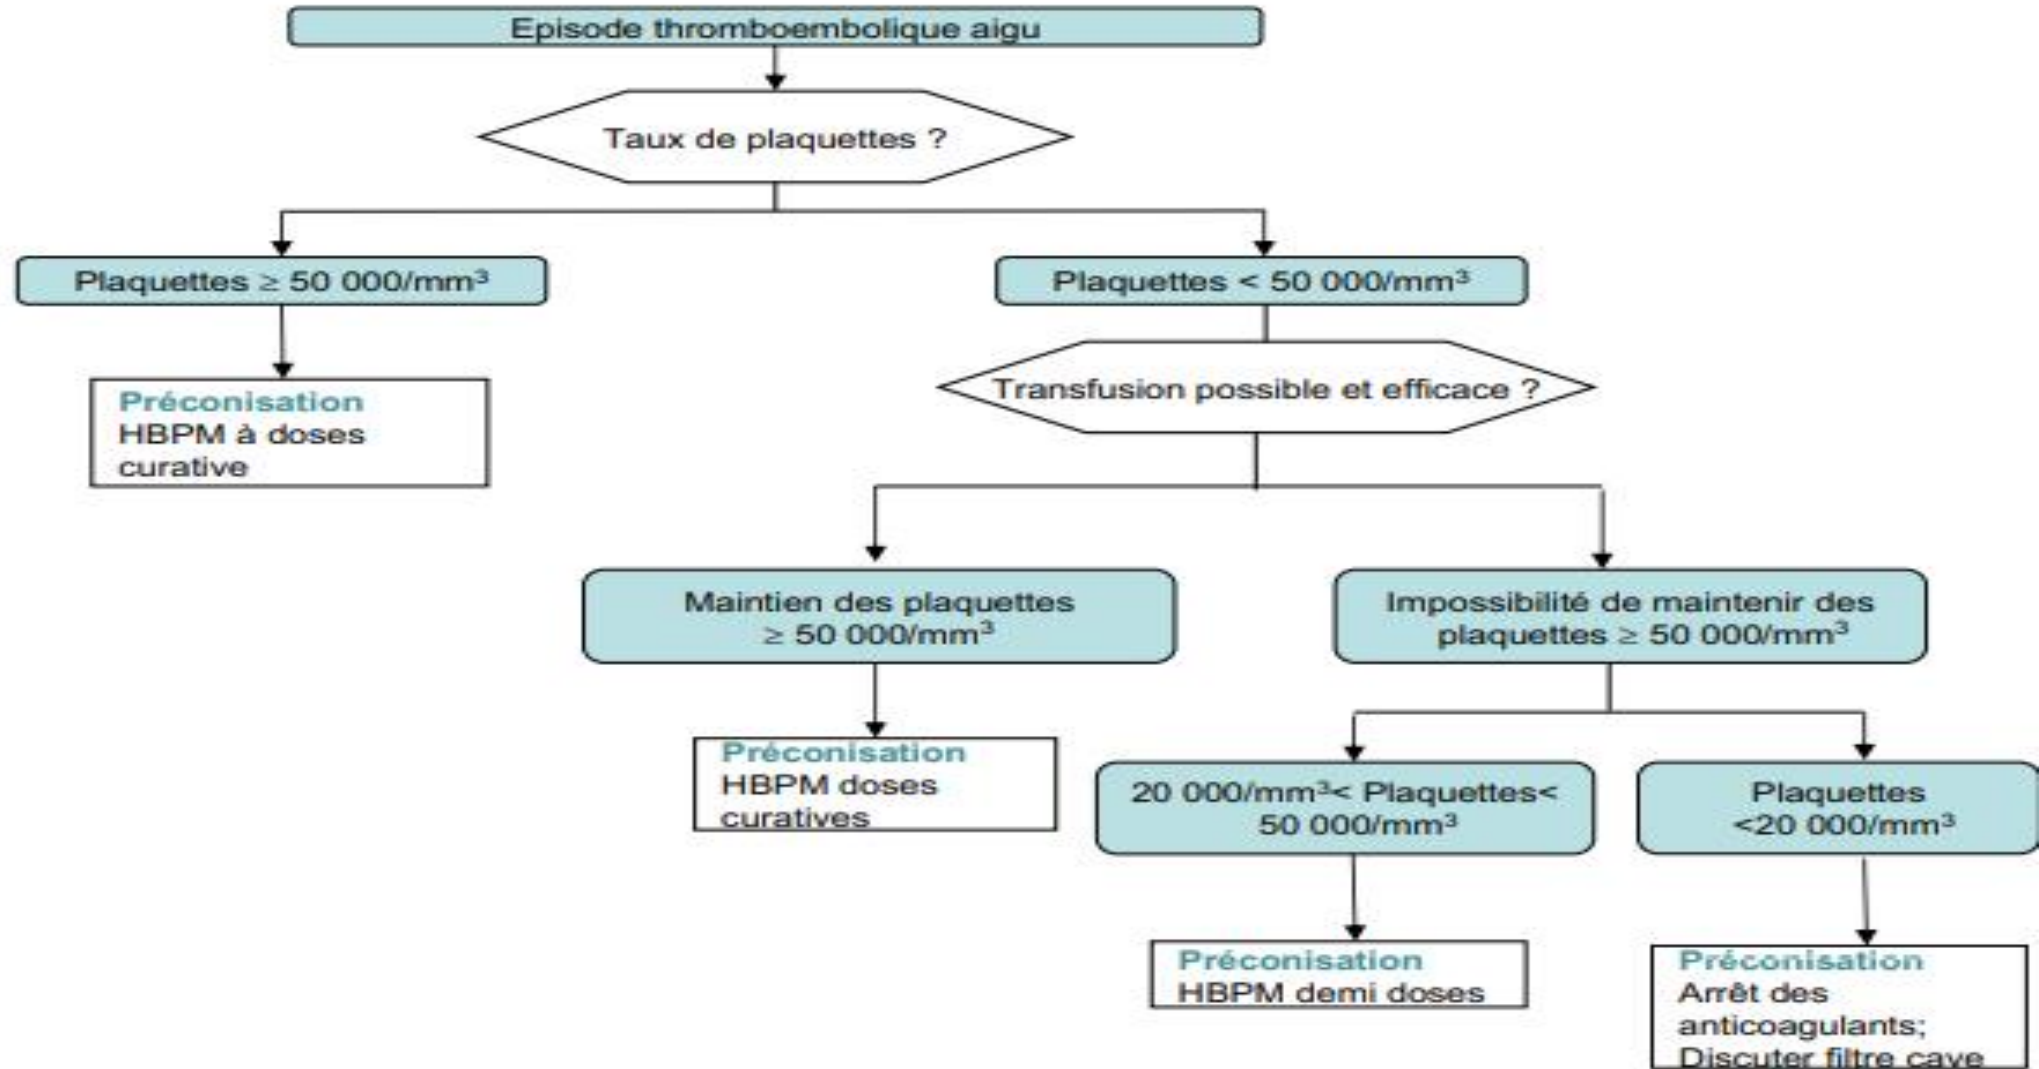 Episode thromboembolique aigu
Taux de plaquettes ?
Plaquettes ≥ 50 000/mm³
Plaquettes < 50 000/mm³
Préconisation
HBPM à doses
curative
Transfusion possible et efficace ?
Maintien des plaquettes
≥ 50 000/mm³
Impossibilité de maintenir des
plaquettes ≥ 50 000/mm³
Préconisation
HBPM doses
curatives
20 000/mm³< Plaquettes<
50 000/mm³
Plaquettes
<20 000/mm³
Préconisation
HBPM demi doses
Préconisation
Arrêt des
anticoagulants;
Discuter filtre cave